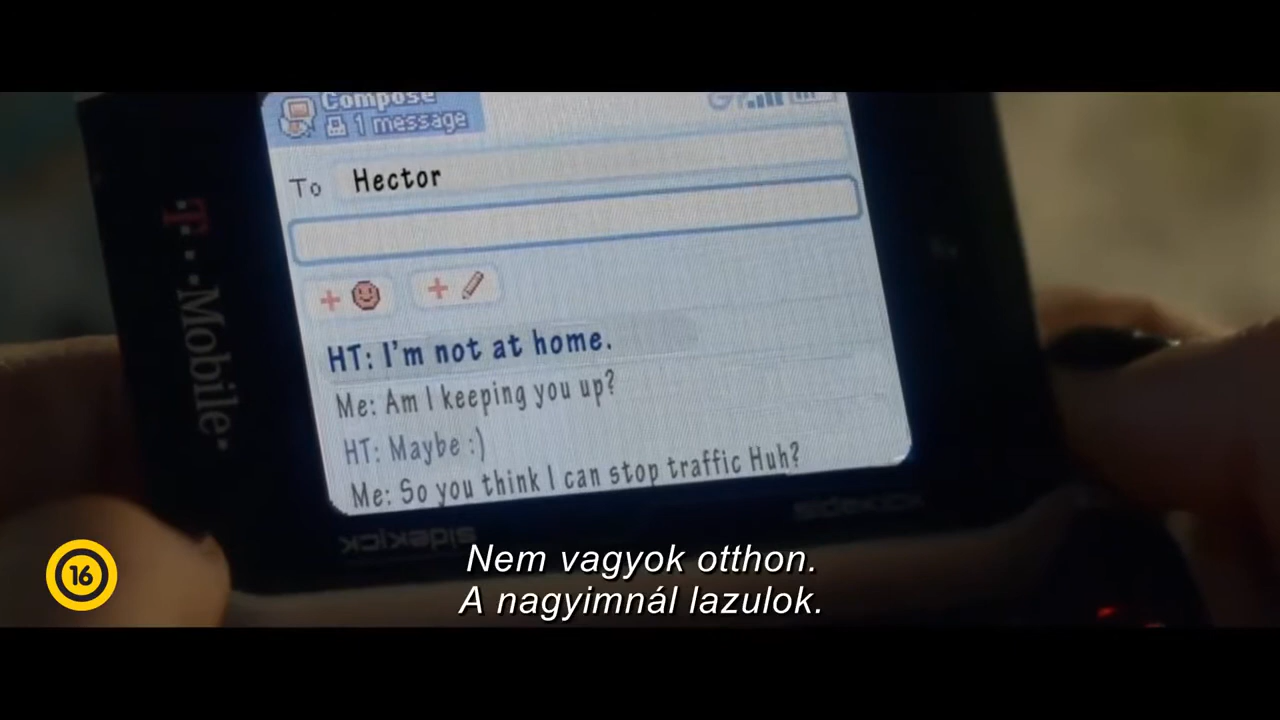 Compose
1 message
To Hector
HT: I'm not at home.
Me: Am I keeping you up?
HT: Maybe :)
Me: So you think I can stop traffic Huh?
T··Mobile·
sidekick
sidekick
16
Nem vagyok otthon.
A nagyimnál lazulok.